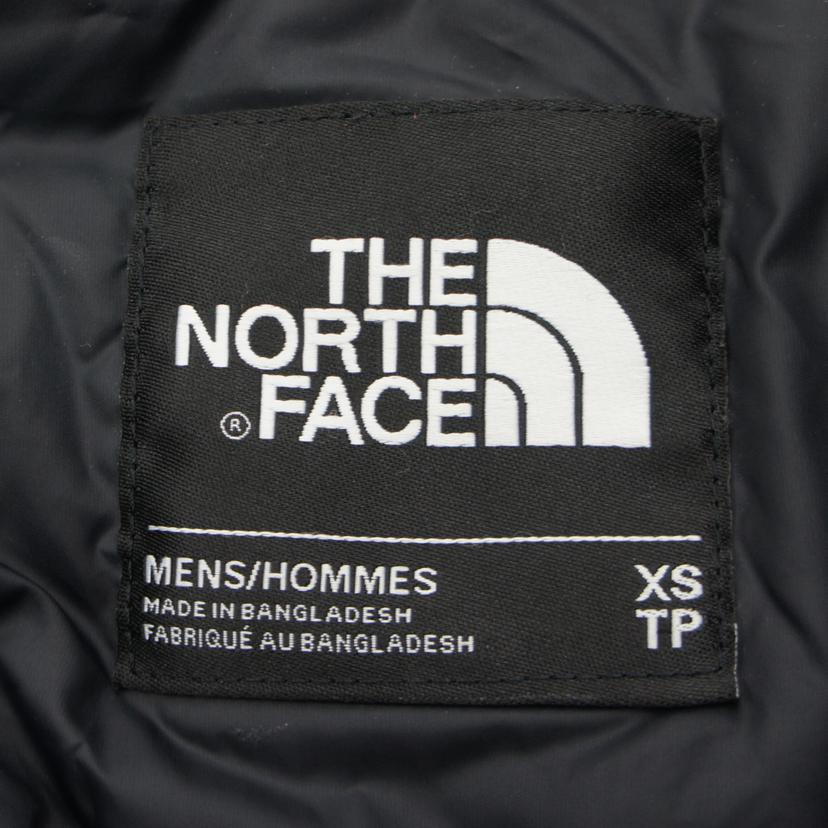 THE
NORTH
® FACE
MENS/HOMMES XS
MADE IN BANGLADESH TP
FABRIQUÉ AU BANGLADESH